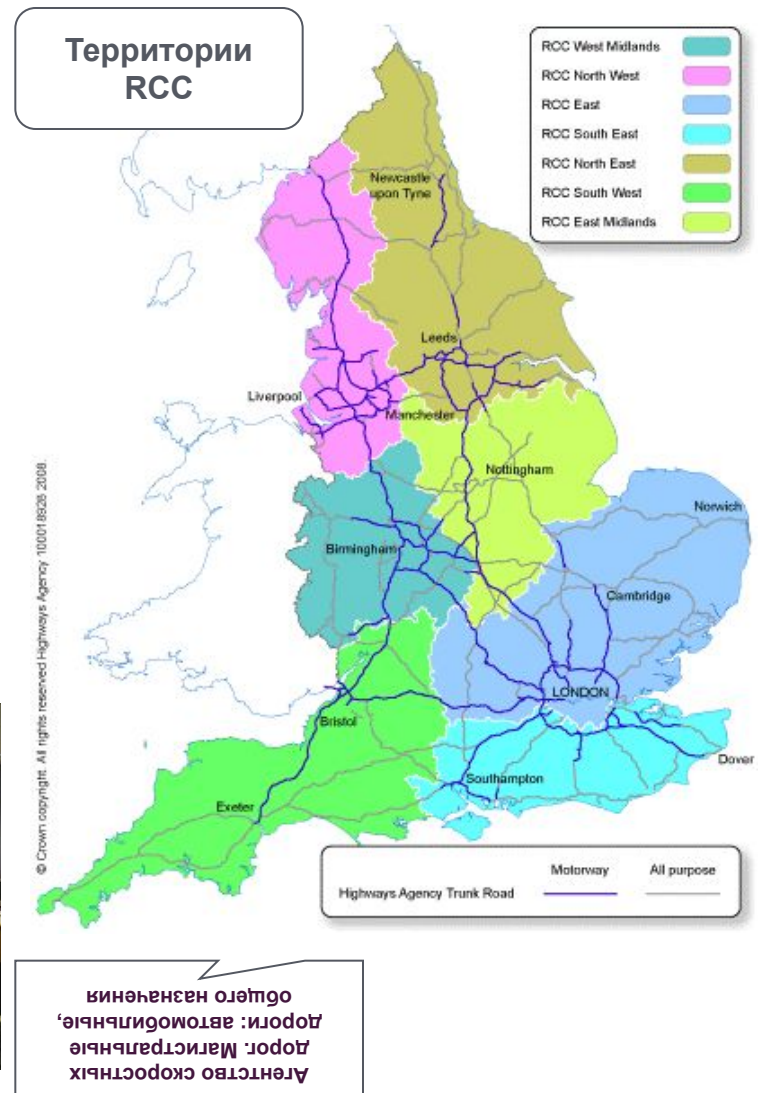 Территории
RCC
RCC West Midlands
RCC North West
RCC East
RCC South East
RCC North East
RCC South West
RCC East Midlands
Newcastle
upon Tyne
Leeds
Liverpool
Manchester
Nottingham
Norwich
Birmingham
Cambridge
LONDON
Bristol
Dover
Southampton
Exeter
© Crown copyright. All rights reserved Highways Agency 100018928 2008.
Motorway All purpose
Highways Agency Trunk Road
Агентство скоростных
дорог. Магистральные
дороги: автомобильные,
общего назначения